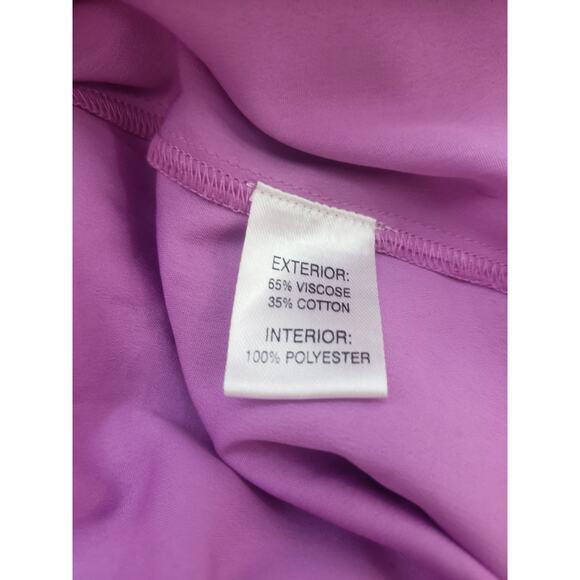 EXTERIOR:
65% VISCOSE
35% COTTON
INTERIOR:
100% POLYESTER